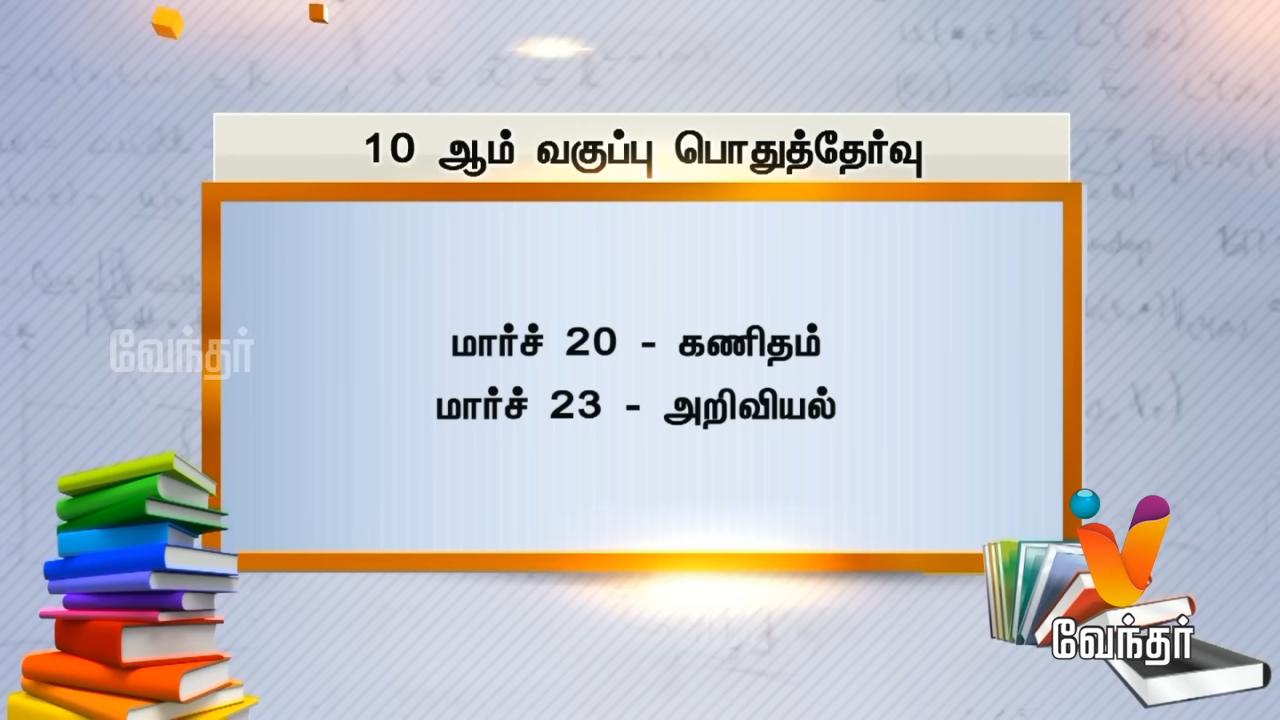 10 ஆம் வகுப்பு பொதுத்தேர்வு
மார்ச் 20 - கணிதம்
மார்ச் 23 - அறிவியல்
வேந்தர்
வேந்தர்